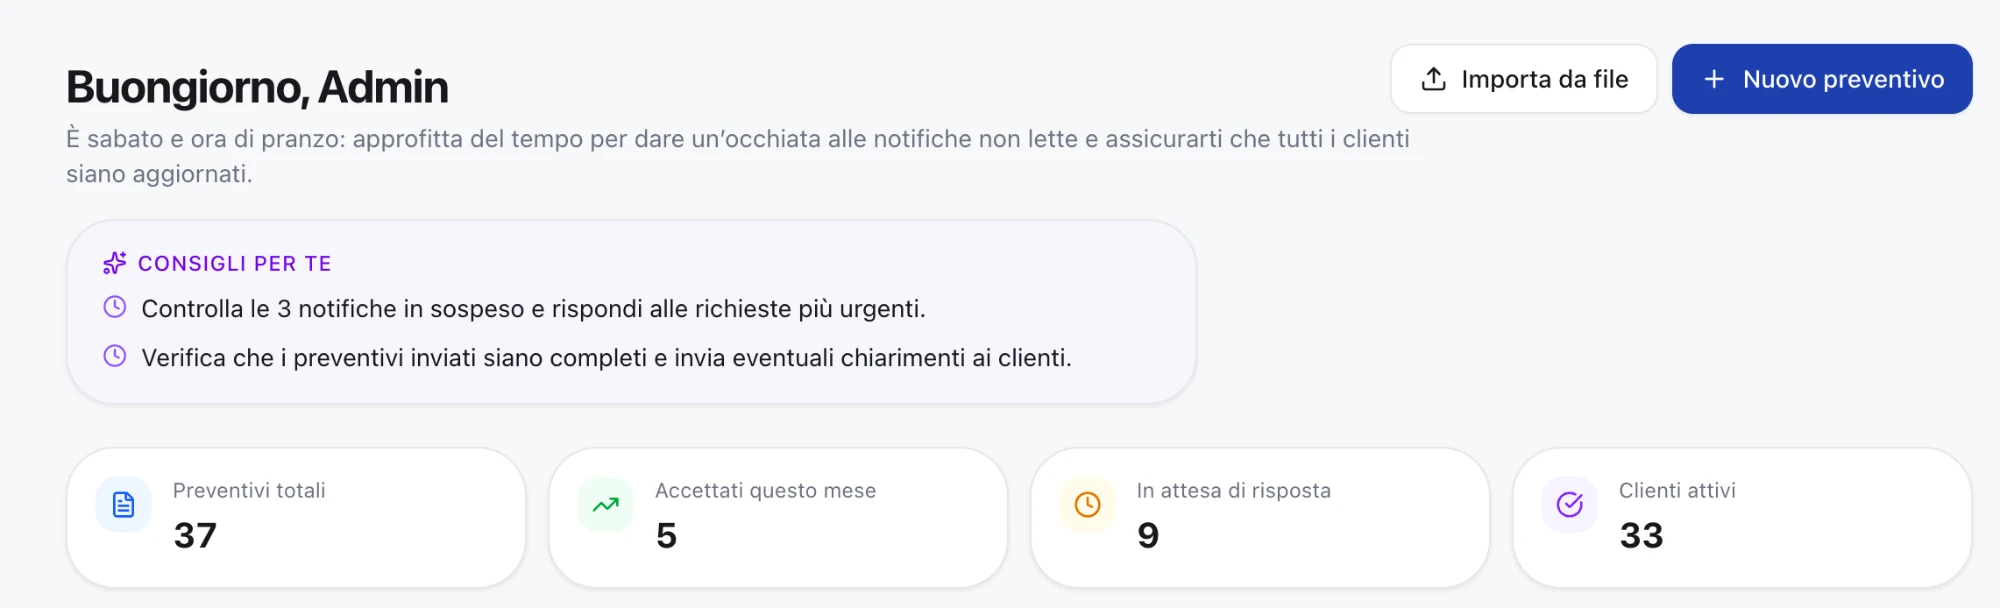 Buongiorno, Admin
Importa da file
Nuovo preventivo
È sabato e ora di pranzo: approfitta del tempo per dare un’occhiata alle notifiche non lette e assicurarti che tutti i clienti
siano aggiornati.
CONSIGLI PER TE
Controlla le 3 notifiche in sospeso e rispondi alle richieste più urgenti.
Verifica che i preventivi inviati siano completi e invia eventuali chiarimenti ai clienti.
Preventivi totali
37
Accettati questo mese
5
In attesa di risposta
9
Clienti attivi
33